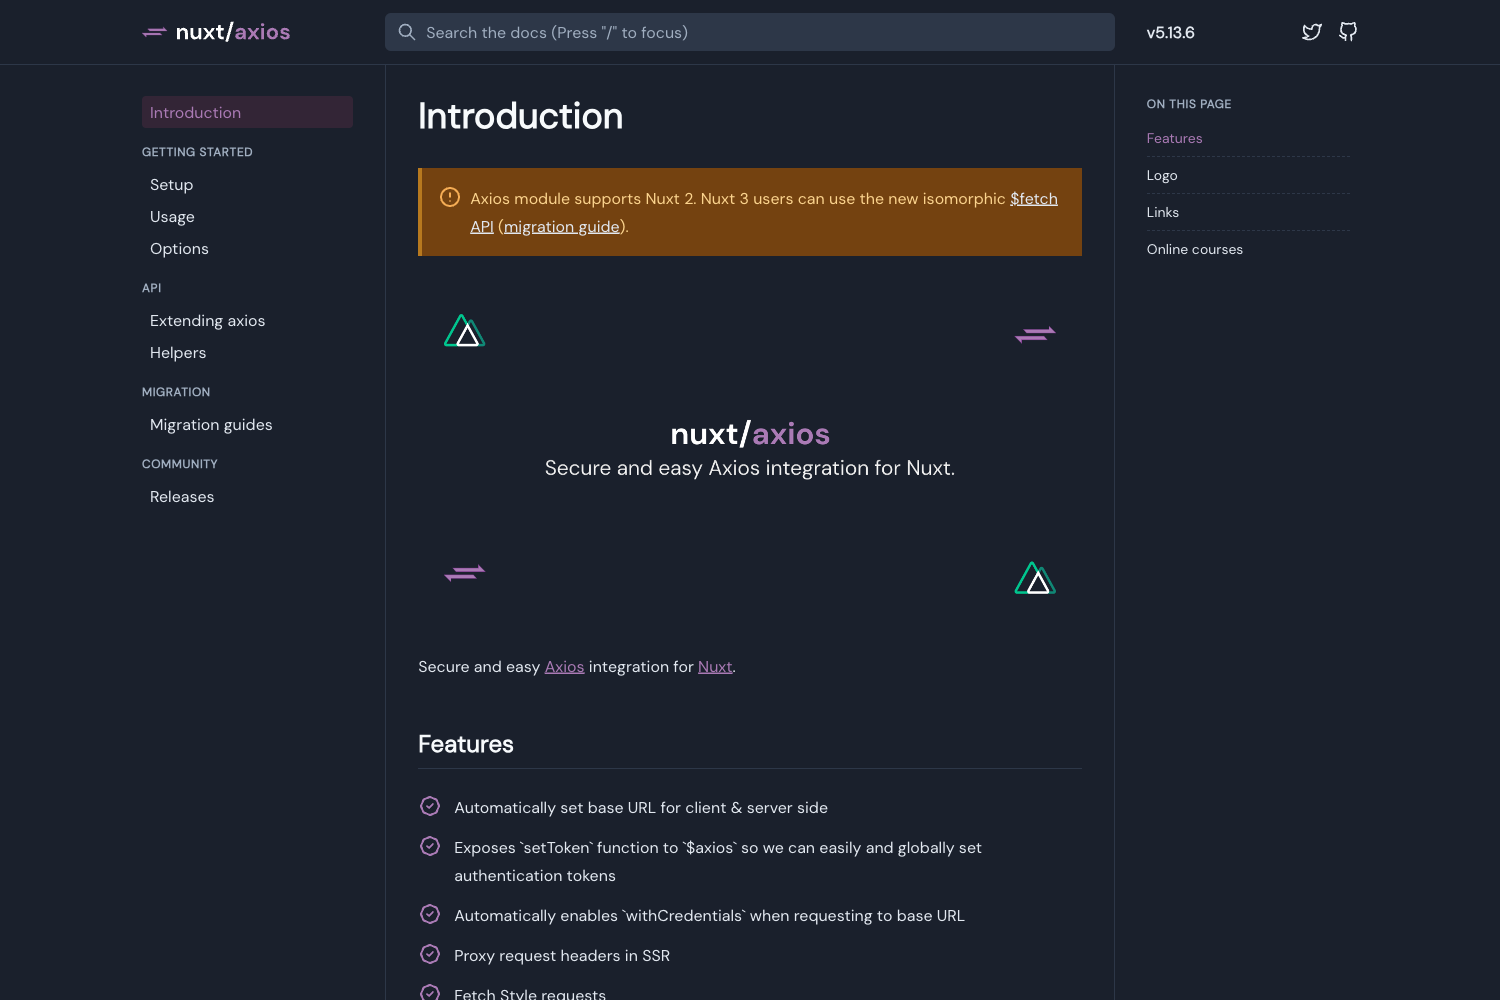 nuxt/axios
Search the docs (Press "/" to focus)
v5.13.6
Introduction
GETTING STARTED
Setup
Usage
Options
API
Extending axios
Helpers
MIGRATION
Migration guides
COMMUNITY
Releases
Introduction
Axios module supports Nuxt 2. Nuxt 3 users can use the new isomorphic $fetch
API (migration guide).
nuxt/axios
Secure and easy Axios integration for Nuxt.
Secure and easy Axios integration for Nuxt.
Features
Automatically set base URL for client & server side
Exposes `setToken` function to `$axios` so we can easily and globally set
authentication tokens
Automatically enables `withCredentials` when requesting to base URL
Proxy request headers in SSR
Fetch Style requests
ON THIS PAGE
Features
Logo
Links
Online courses